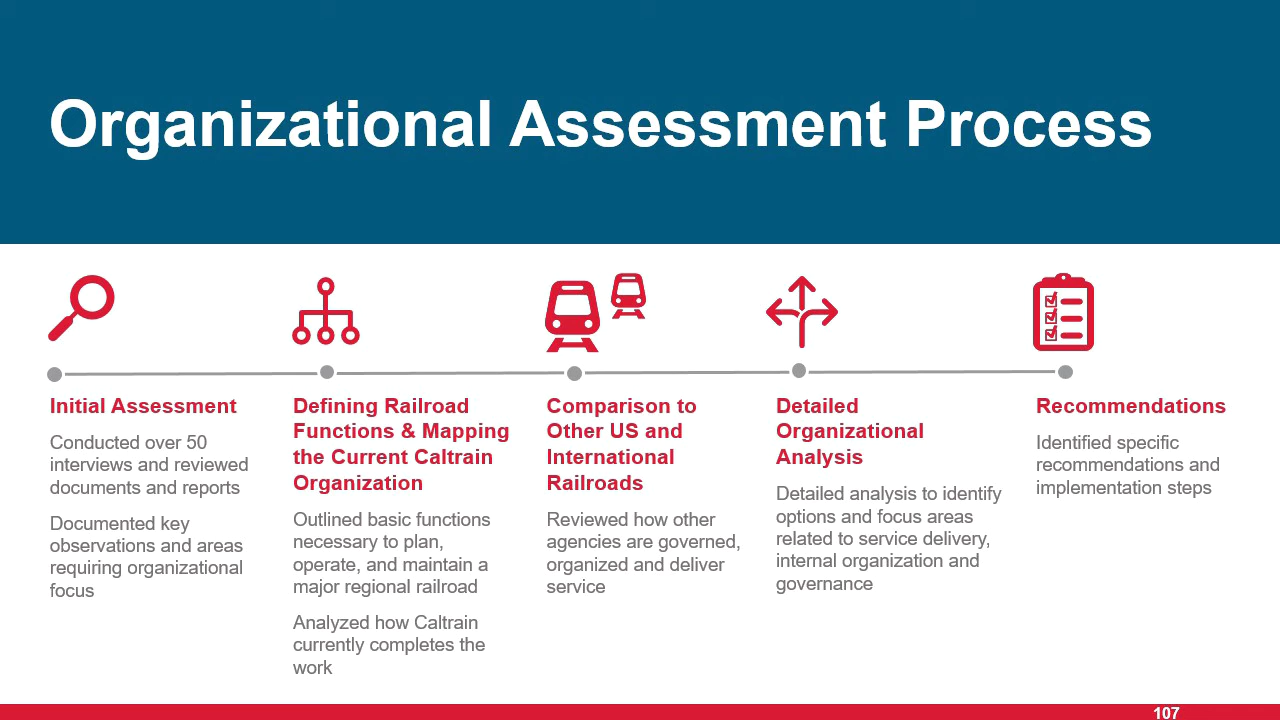 Organizational Assessment Process
Initial Assessment
Conducted over 50
interviews and reviewed
documents and reports
Documented key
observations and areas
requiring organizational
focus
Defining Railroad
Functions & Mapping
the Current Caltrain
Organization
Outlined basic functions
necessary to plan,
operate, and maintain a
major regional railroad
Analyzed how Caltrain
currently completes the
work
Comparison to
Other US and
International
Railroads
Reviewed how other
agencies are governed,
organized and deliver
service
Detailed
Organizational
Analysis
Detailed analysis to identify
options and focus areas
related to service delivery,
internal organization and
governance
Recommendations
Identified specific
recommendations and
implementation steps
107